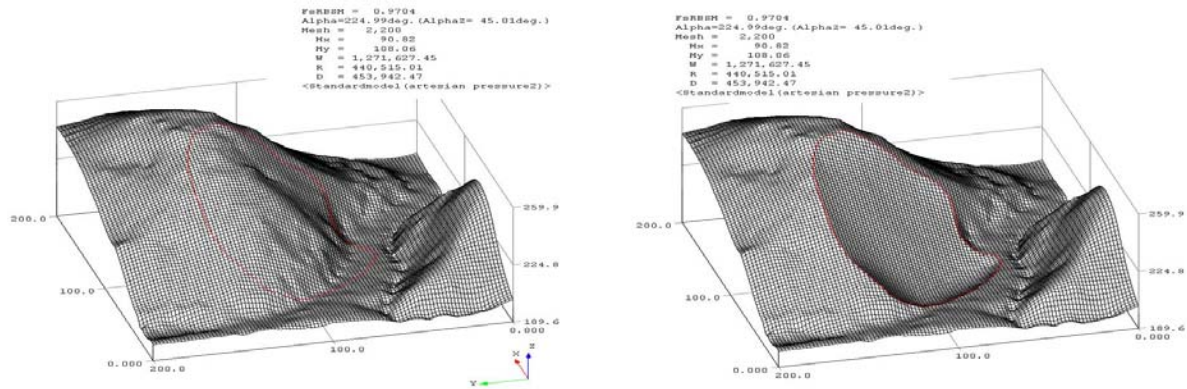 FsRBSM = 0.9704
Alpha=224.99deg.(Alpha2= 45.01deg.)
Mesh = 2,200
Mx = 90.82
My = 108.06
W = 1,271,627.45
R = 440,515.01
D = 453,942.47
<Standardmodel(artesian pressure2)>
200.0
100.0
0.000
200.0
100.0
0.000
259.9
224.8
189.6
X
Z
Y
FsRBSM = 0.9704
Alpha=224.99deg.(Alpha2= 45.01deg.)
Mesh = 2,200
Mx = 90.82
My = 108.06
W = 1,271,627.45
R = 440,515.01
D = 453,942.47
<Standardmodel(artesian pressure2)>
200.0
100.0
0.000
200.0
100.0
0.000
259.9
224.8
189.6